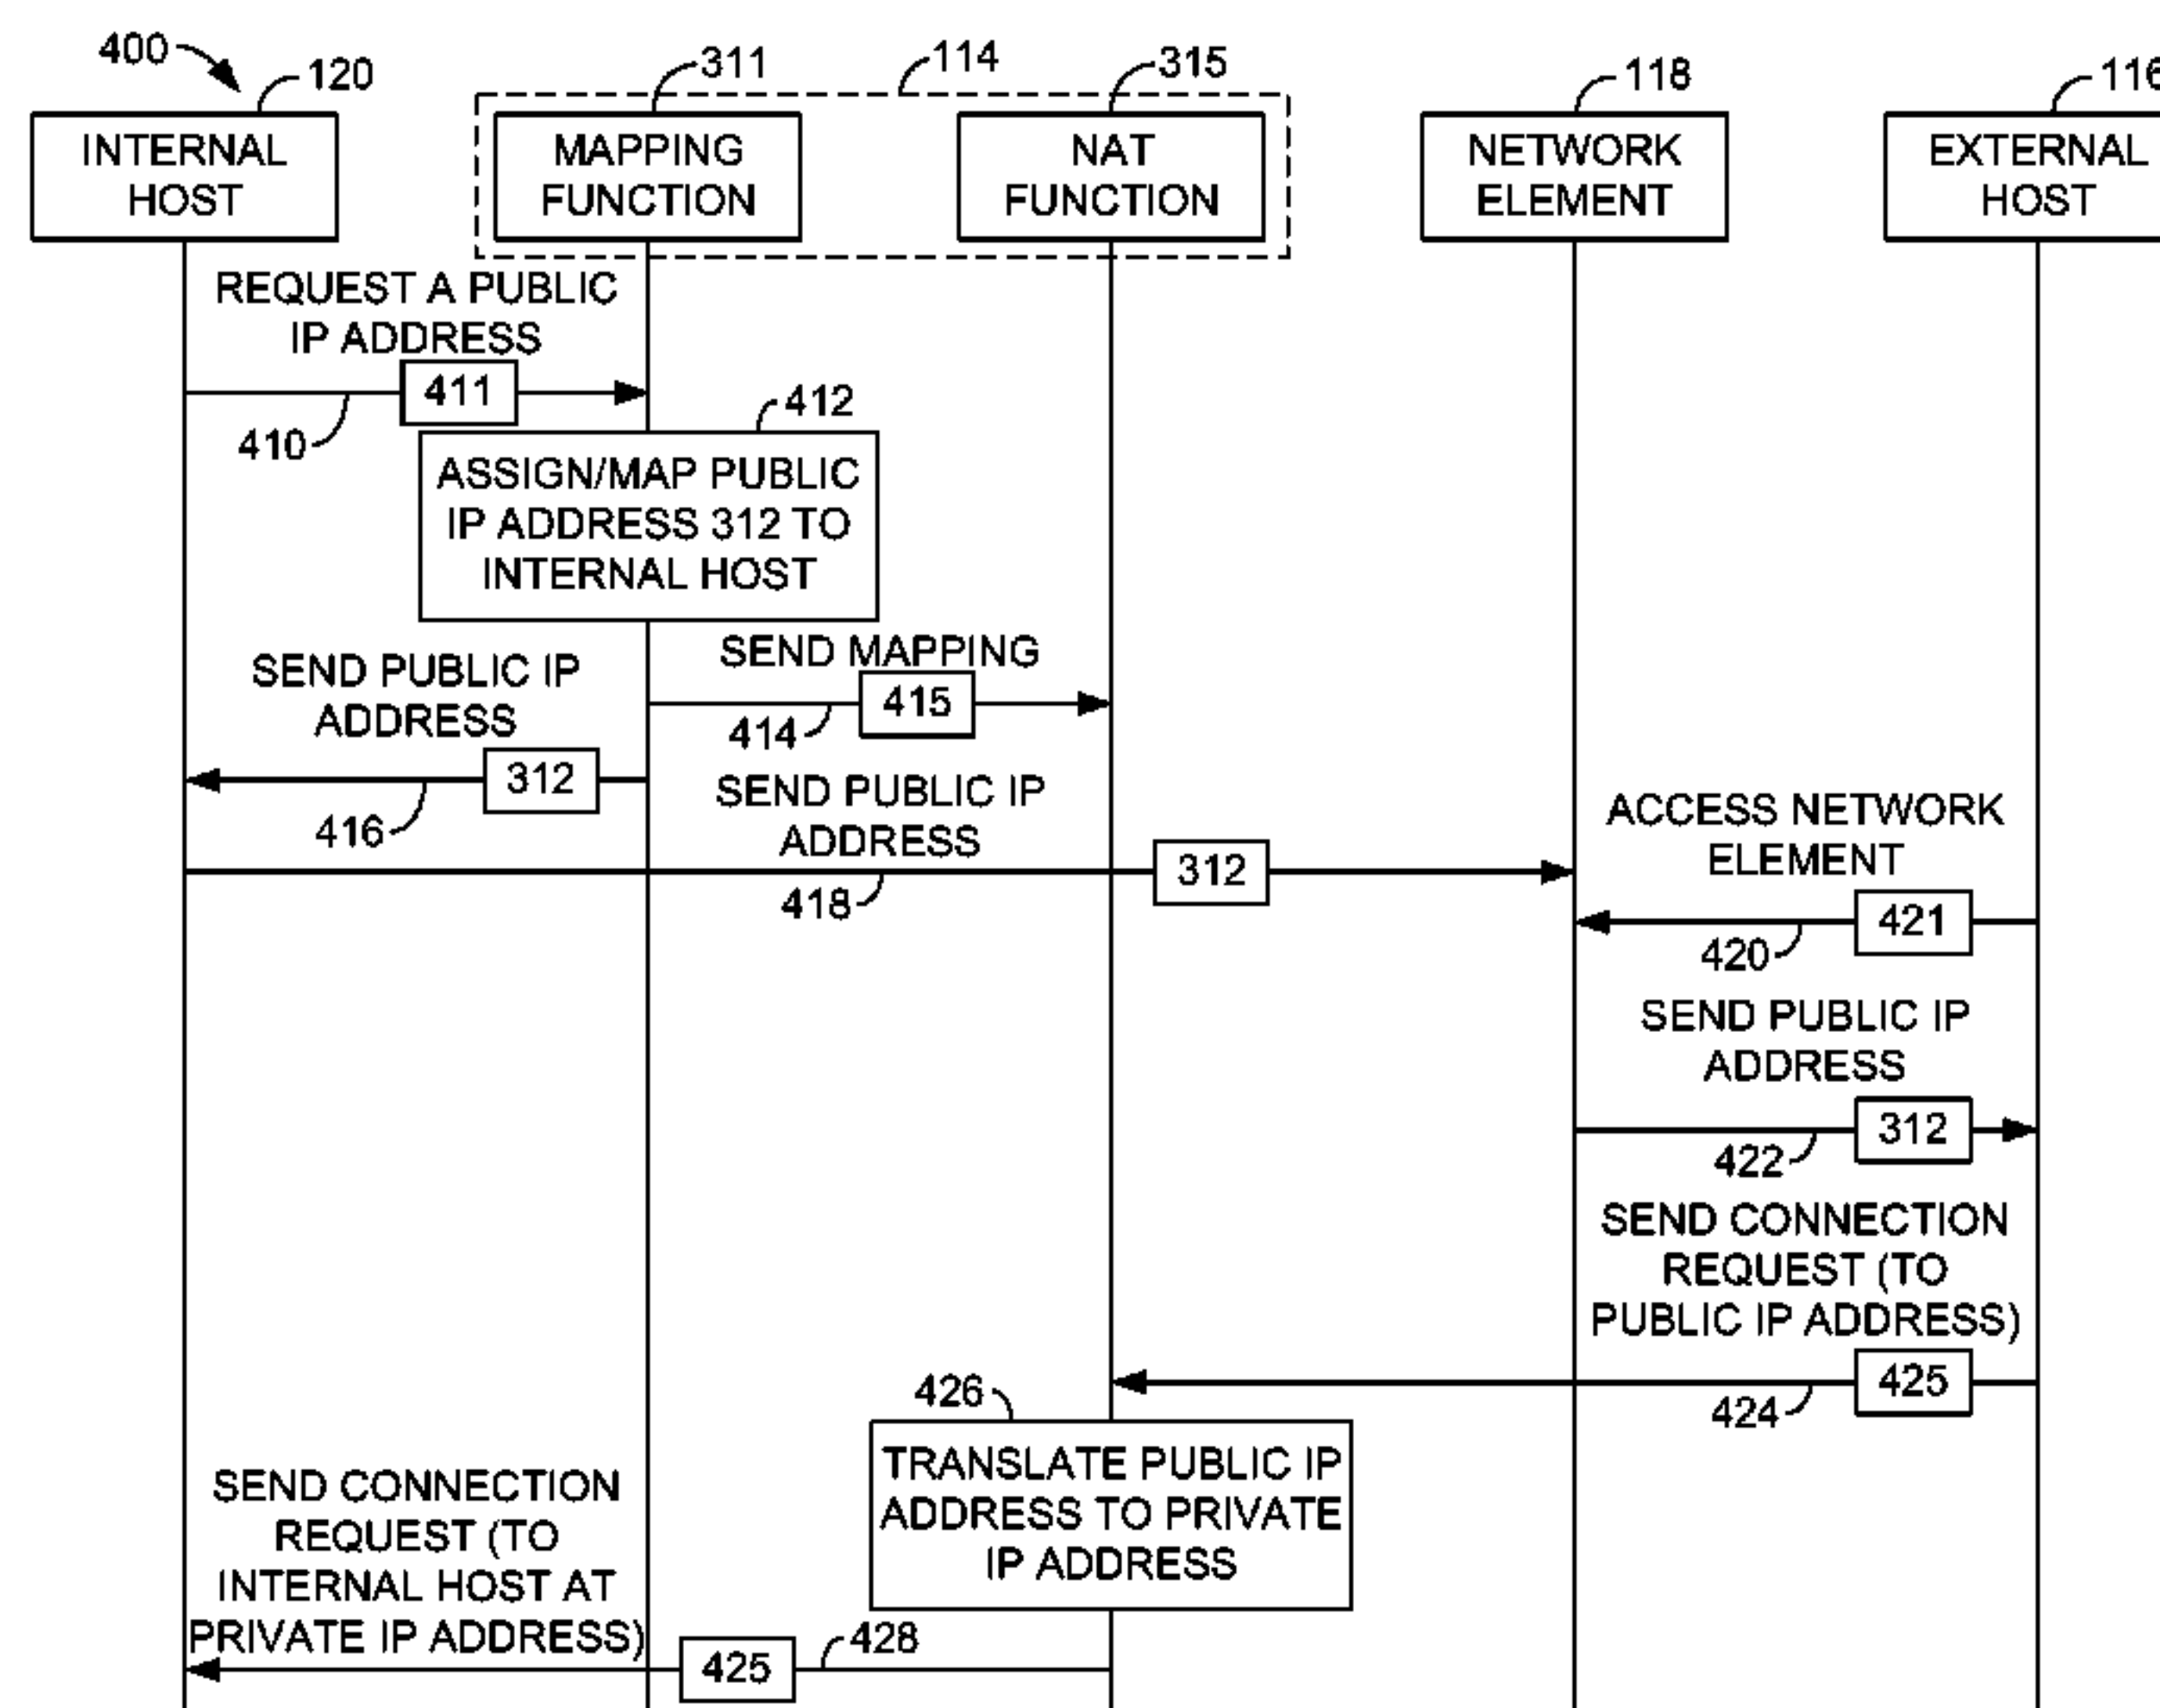 400
120
311
114
315
118
116
INTERNAL
HOST
MAPPING
FUNCTION
NAT
FUNCTION
NETWORK
ELEMENT
EXTERNAL
HOST
REQUEST A PUBLIC
IP ADDRESS
411
410
412
ASSIGN/MAP PUBLIC
IP ADDRESS 312 TO
INTERNAL HOST
SEND MAPPING
415
414
SEND PUBLIC IP
ADDRESS
312
416
SEND PUBLIC IP
ADDRESS
312
418
ACCESS NETWORK
ELEMENT
421
420
SEND PUBLIC IP
ADDRESS
312
422
SEND CONNECTION
REQUEST (TO
PUBLIC IP ADDRESS)
425
424
426
TRANSLATE PUBLIC IP
ADDRESS TO PRIVATE
IP ADDRESS
SEND CONNECTION
REQUEST (TO
INTERNAL HOST AT
PRIVATE IP ADDRESS)
425
428